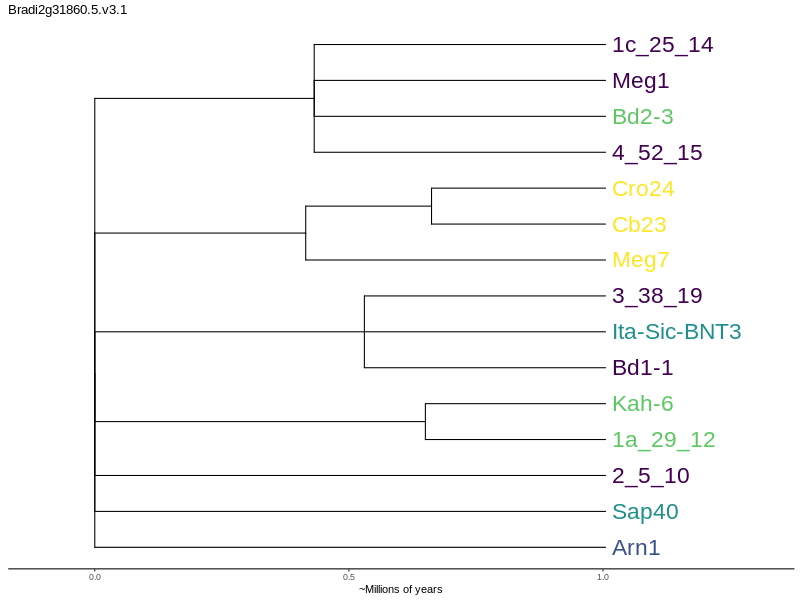 Bradi2g31860.5.v3.1
1c_25_14
Meg1
Bd2-3
4_52_15
Cro24
Cb23
Meg7
3_38_19
Ita-Sic-BNT3
Bd1-1
Kah-6
1a_29_12
2_5_10
Sap40
Arn1
0.0 0.5 1.0
~Millions of years